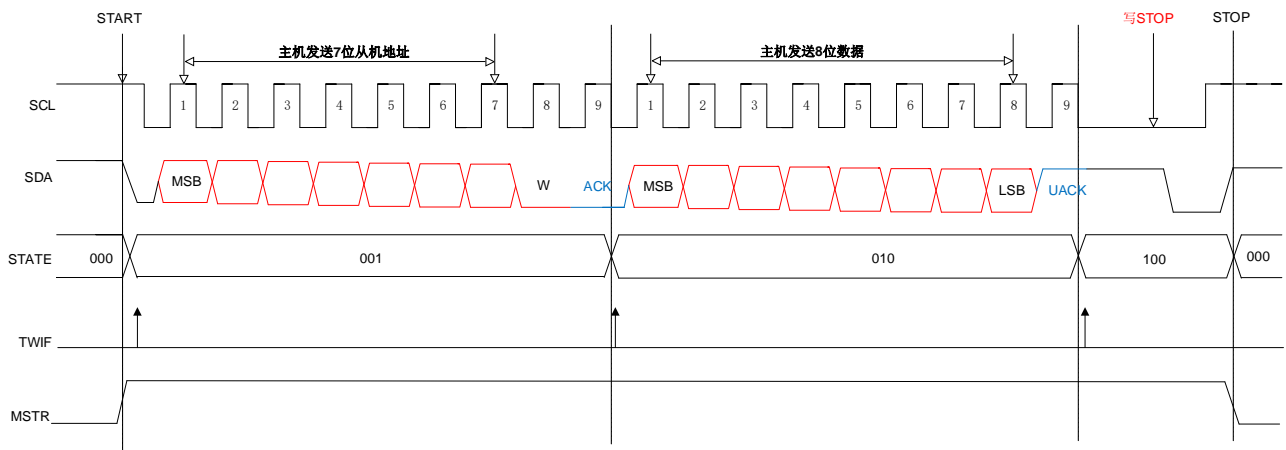 START 写STOP STOP
主机发送7位从机地址 主机发送8位数据
SCL 1 2 3 4 5 6 7 8 9 1 2 3 4 5 6 7 8 9
SDA MSB W ACK MSB LSB UACK
STATE 000 001 010 100 000
TWIF
MSTR